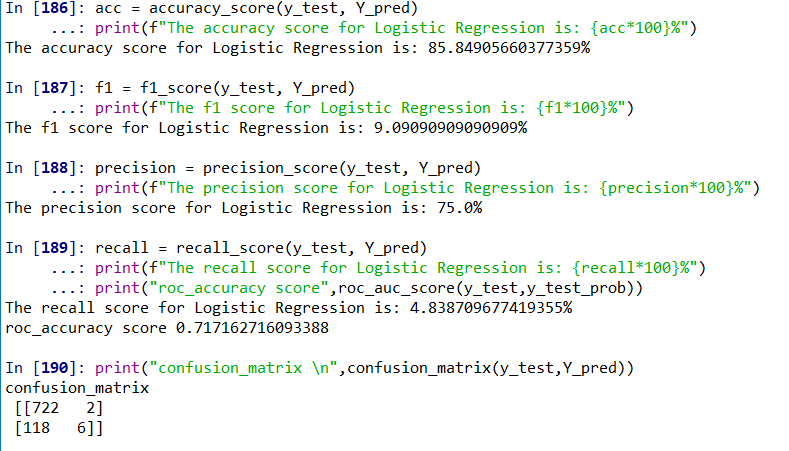 In [186]: acc = accuracy_score(y_test, Y_pred)
     ...: print(f"The accuracy score for Logistic Regression is: {acc*100}%")
The accuracy score for Logistic Regression is: 85.84905660377359%

In [187]: f1 = f1_score(y_test, Y_pred)
     ...: print(f"The f1 score for Logistic Regression is: {f1*100}%")
The f1 score for Logistic Regression is: 9.09090909090909%

In [188]: precision = precision_score(y_test, Y_pred)
     ...: print(f"The precision score for Logistic Regression is: {precision*100}%")
The precision score for Logistic Regression is: 75.0%

In [189]: recall = recall_score(y_test, Y_pred)
     ...: print(f"The recall score for Logistic Regression is: {recall*100}%")
     ...: print("roc_accuracy score",roc_auc_score(y_test,y_test_prob))
The recall score for Logistic Regression is: 4.838709677419355%
roc_accuracy score 0.717162716093388

In [190]: print("confusion_matrix \n",confusion_matrix(y_test,Y_pred))
confusion_matrix
 [[722   2]
 [118   6]]